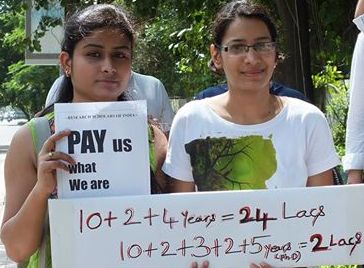 RESEARCH SCHOLARS OF INDIA
PAY us
what
We are
10+2+4 Years = 24 Lacs
10+2+3+2+5 Years (Ph.D) = 2 Lacs